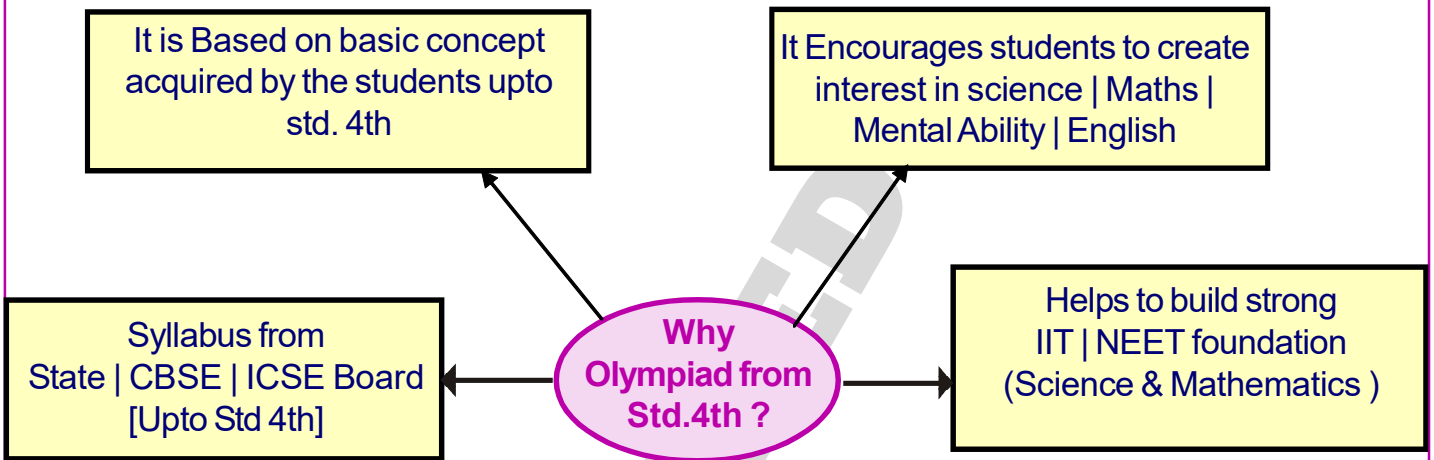 It is Based on basic concept
acquired by the students upto
std. 4th
It Encourages students to create
interest in science | Maths |
Mental Ability | English
Syllabus from
State | CBSE | ICSE Board
[Upto Std 4th]
Why
Olympiad from
Std.4th ?
Helps to build strong
IIT | NEET foundation
(Science & Mathematics )